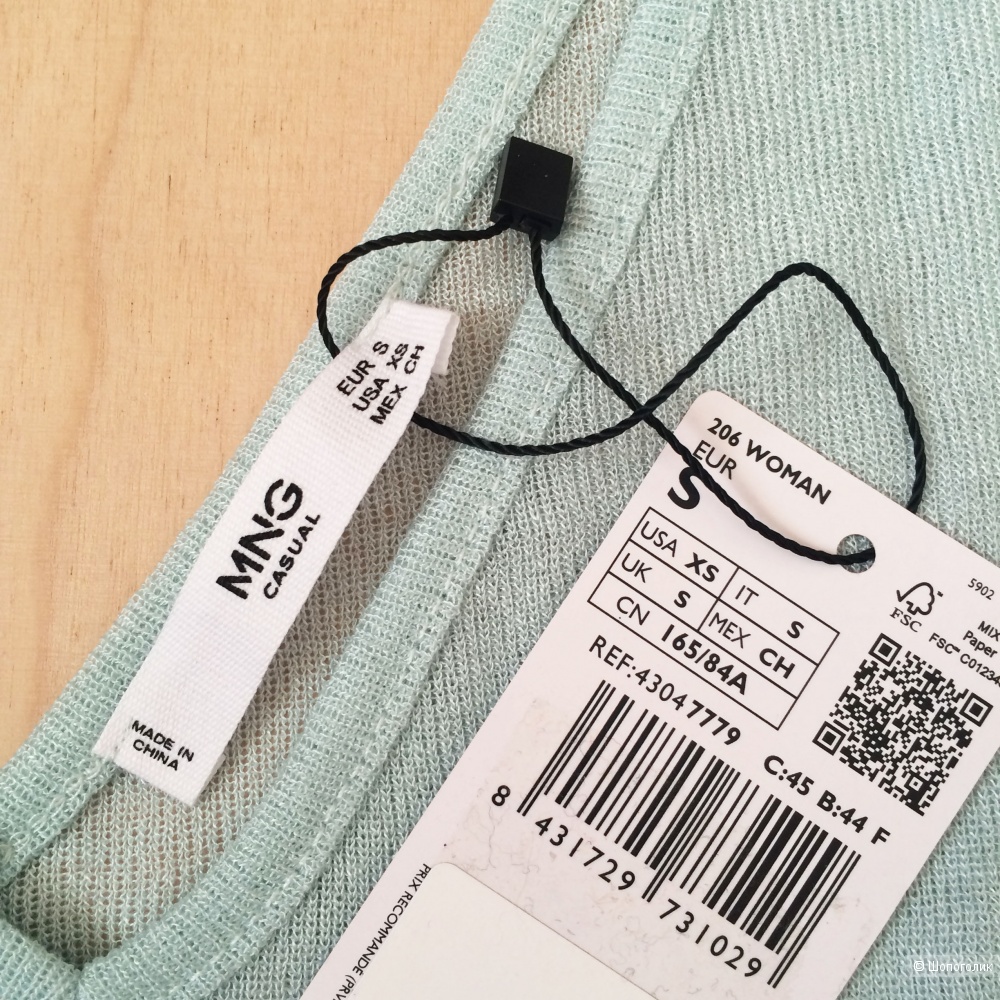 EUR S
USA XS
MEX CH
MNG
CASUAL
MADE IN
CHINA
206 WOMAN
EUR
S
USA XS
IT S
UK S
MEX CH
CN 165/84A
REF:43047779
C:45 B:44 F
8 431729 731029
5902
FSC
MIX
Paper
FSC™ C01234
PRIX RECOMMANDE
© Шопоголик